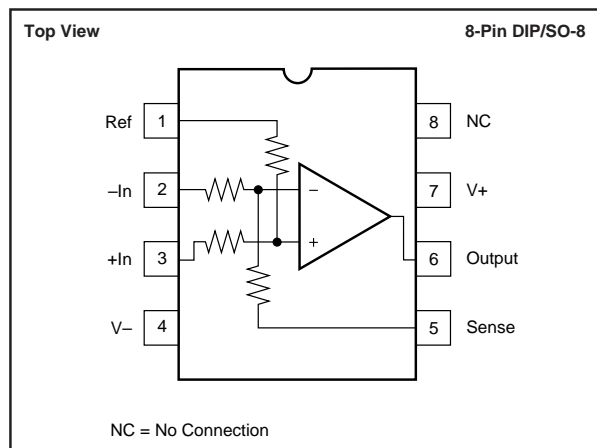 Top View
8-Pin DIP/SO-8
Ref 1
8 NC
–In 2
7 V+
+In 3
6 Output
V– 4
5 Sense
–
+
NC = No Connection